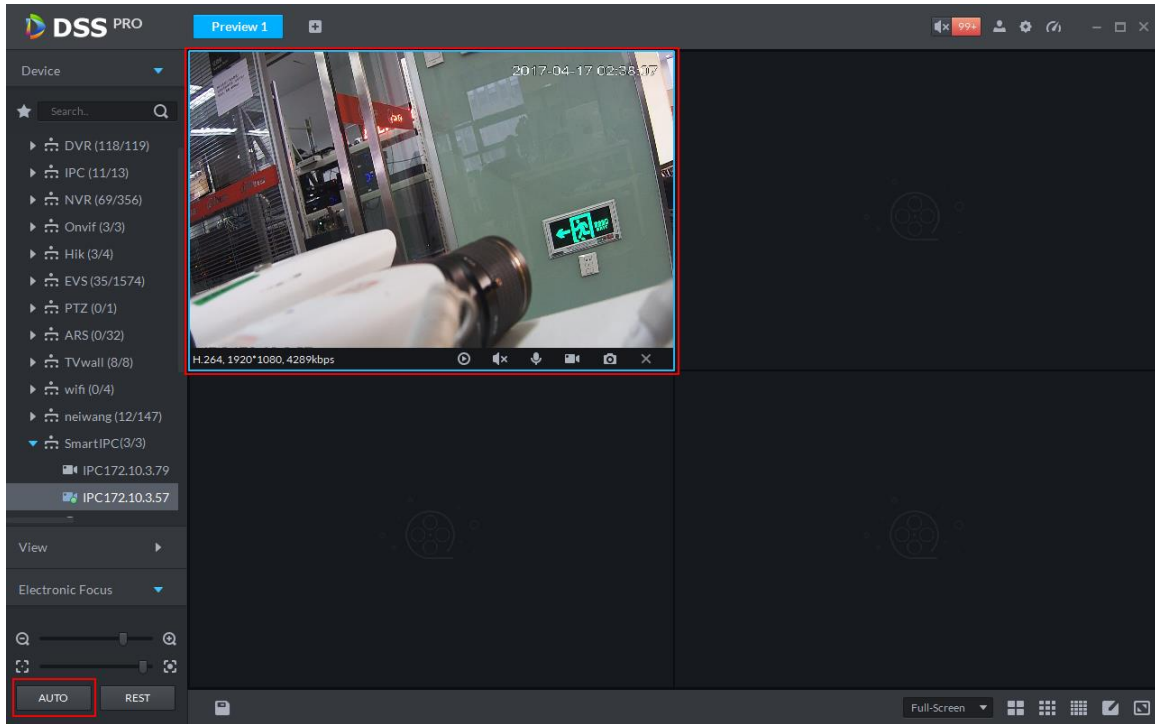 DSS PRO
Preview 1
99+
Device
Search..
DVR (118/119)
IPC (11/13)
NVR (69/356)
Onvif (3/3)
Hik (3/4)
EVS (35/1574)
PTZ (0/1)
ARS (0/32)
TVwall (8/8)
wifi (0/4)
neiwang (12/147)
SmartIPC(3/3)
IPC172.10.3.79
IPC172.10.3.57
View
Electronic Focus
AUTO
REST
2017-04-17 02:38:07
H.264, 1920*1080, 4289kbps
Full-Screen